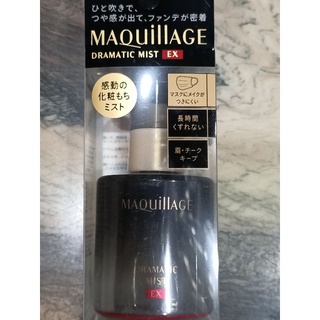 ひと吹きで、
つや感が出て、ファンデが密着
MAQuillAGE
DRAMATIC MIST EX
感動の
化粧もち
ミスト
マスクにメイクが
つきにくい
長時間
くずれない
眉・チーク
キープ
MAQuillAGE
DRAMATIC
MIST
EX